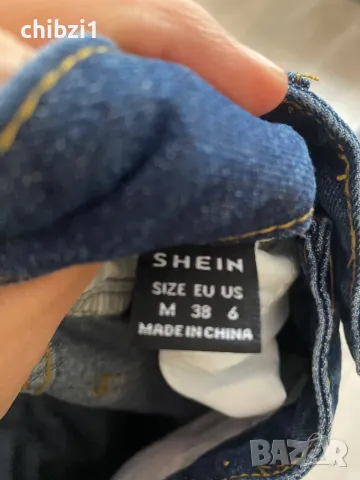 chibzi1
SHEIN
SIZE EU US
M 38 6
MADE IN CHINA
BAZAR